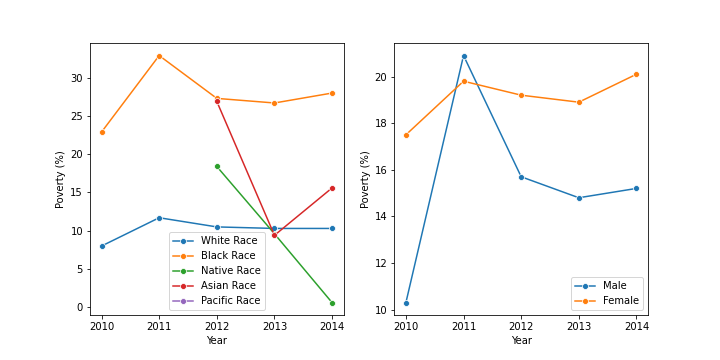 Poverty (%)
30
25
20
15
10
5
0
2010 2011 2012 2013 2014
Year
White Race
Black Race
Native Race
Asian Race
Pacific Race
Poverty (%)
20
18
16
14
12
10
2010 2011 2012 2013 2014
Year
Male
Female